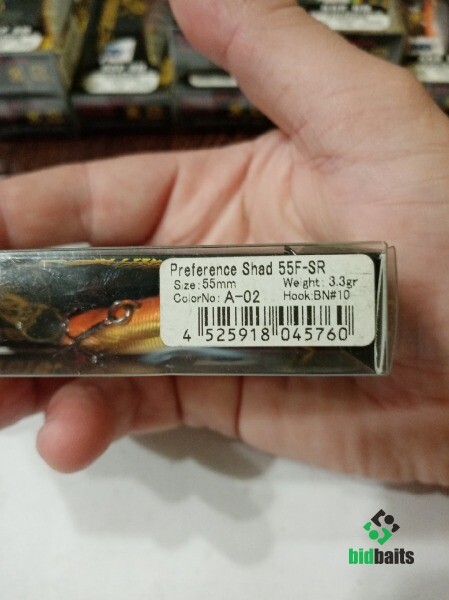 Preference Shad 55F-SR
Size:55mm Weight:3.3gr
ColorNo: A-02 Hook:BN#10
4 525918 045760
bidbaits